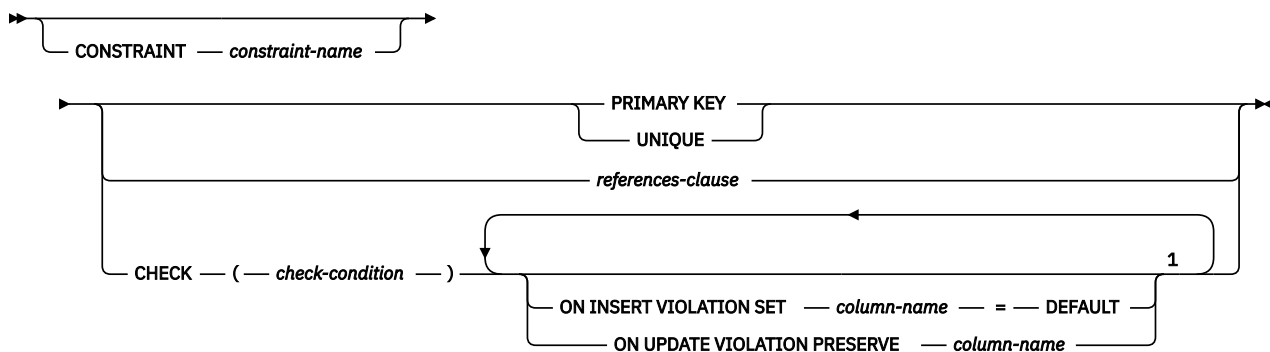 CONSTRAINT constraint-name
PRIMARY KEY
UNIQUE
references-clause
1
CHECK ( check-condition )
ON INSERT VIOLATION SET column-name = DEFAULT
ON UPDATE VIOLATION PRESERVE column-name